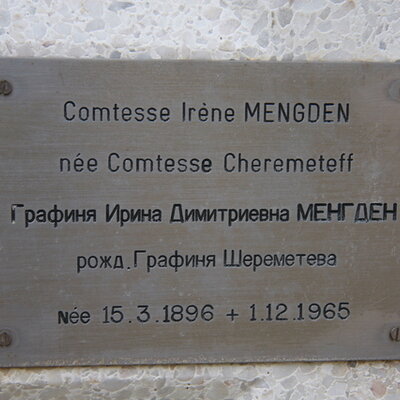 Comtesse Irène MENGDEN
née Comtesse Cheremeteff
Графиня Ирина Димитриевна МЕНГДЕН
рожд. Графиня Шереметева
Née 15.3.1896 + 1.12.1965